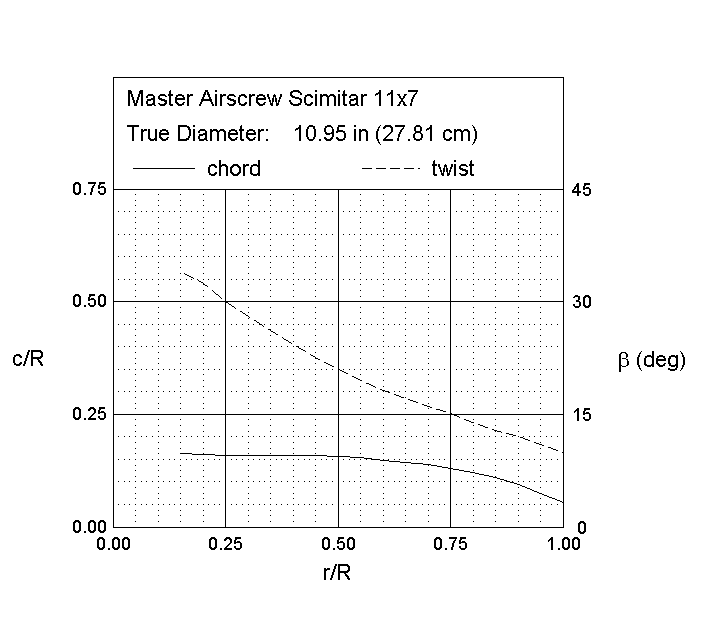 Master Airscrew Scimitar 11x7
True Diameter: 10.95 in (27.81 cm)
chord twist
0.75 45
0.50 30
c/R β (deg)
0.25 15
0.00 0
0.00 0.25 0.50 0.75 1.00
r/R